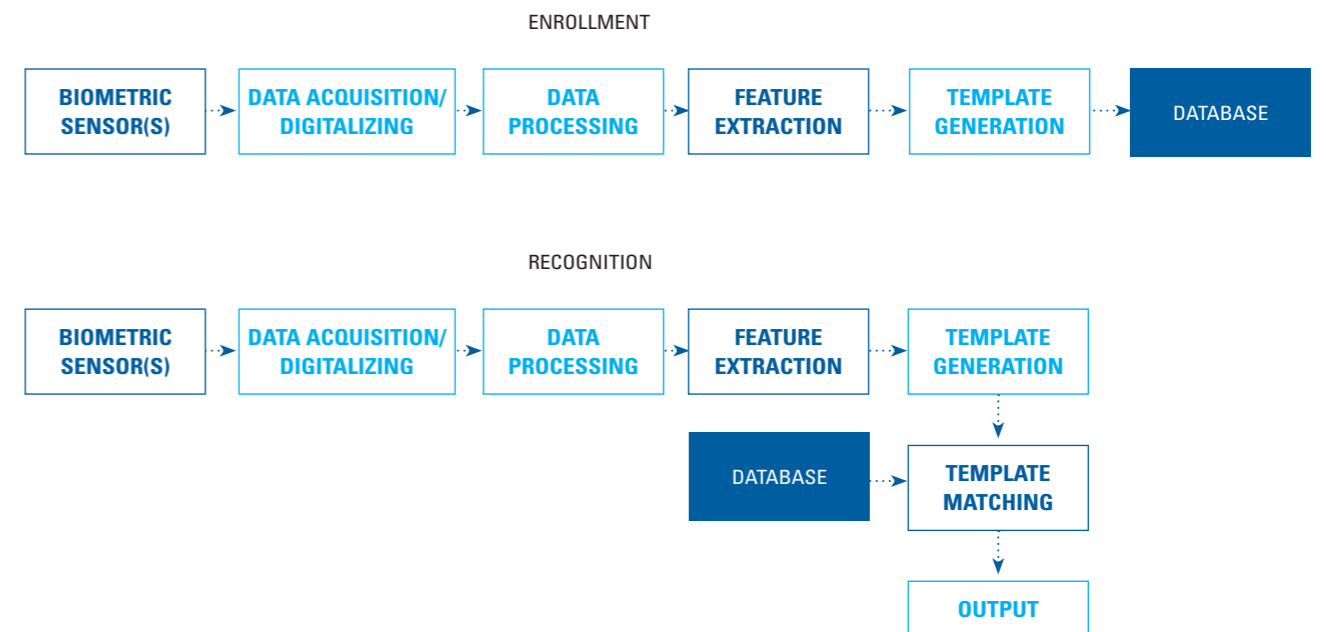 ENROLLMENT
BIOMETRIC
SENSOR(S)
DATA ACQUISITION/
DIGITALIZING
DATA
PROCESSING
FEATURE
EXTRACTION
TEMPLATE
GENERATION
DATABASE
RECOGNITION
BIOMETRIC
SENSOR(S)
DATA ACQUISITION/
DIGITALIZING
DATA
PROCESSING
FEATURE
EXTRACTION
TEMPLATE
GENERATION
DATABASE
TEMPLATE
MATCHING
OUTPUT